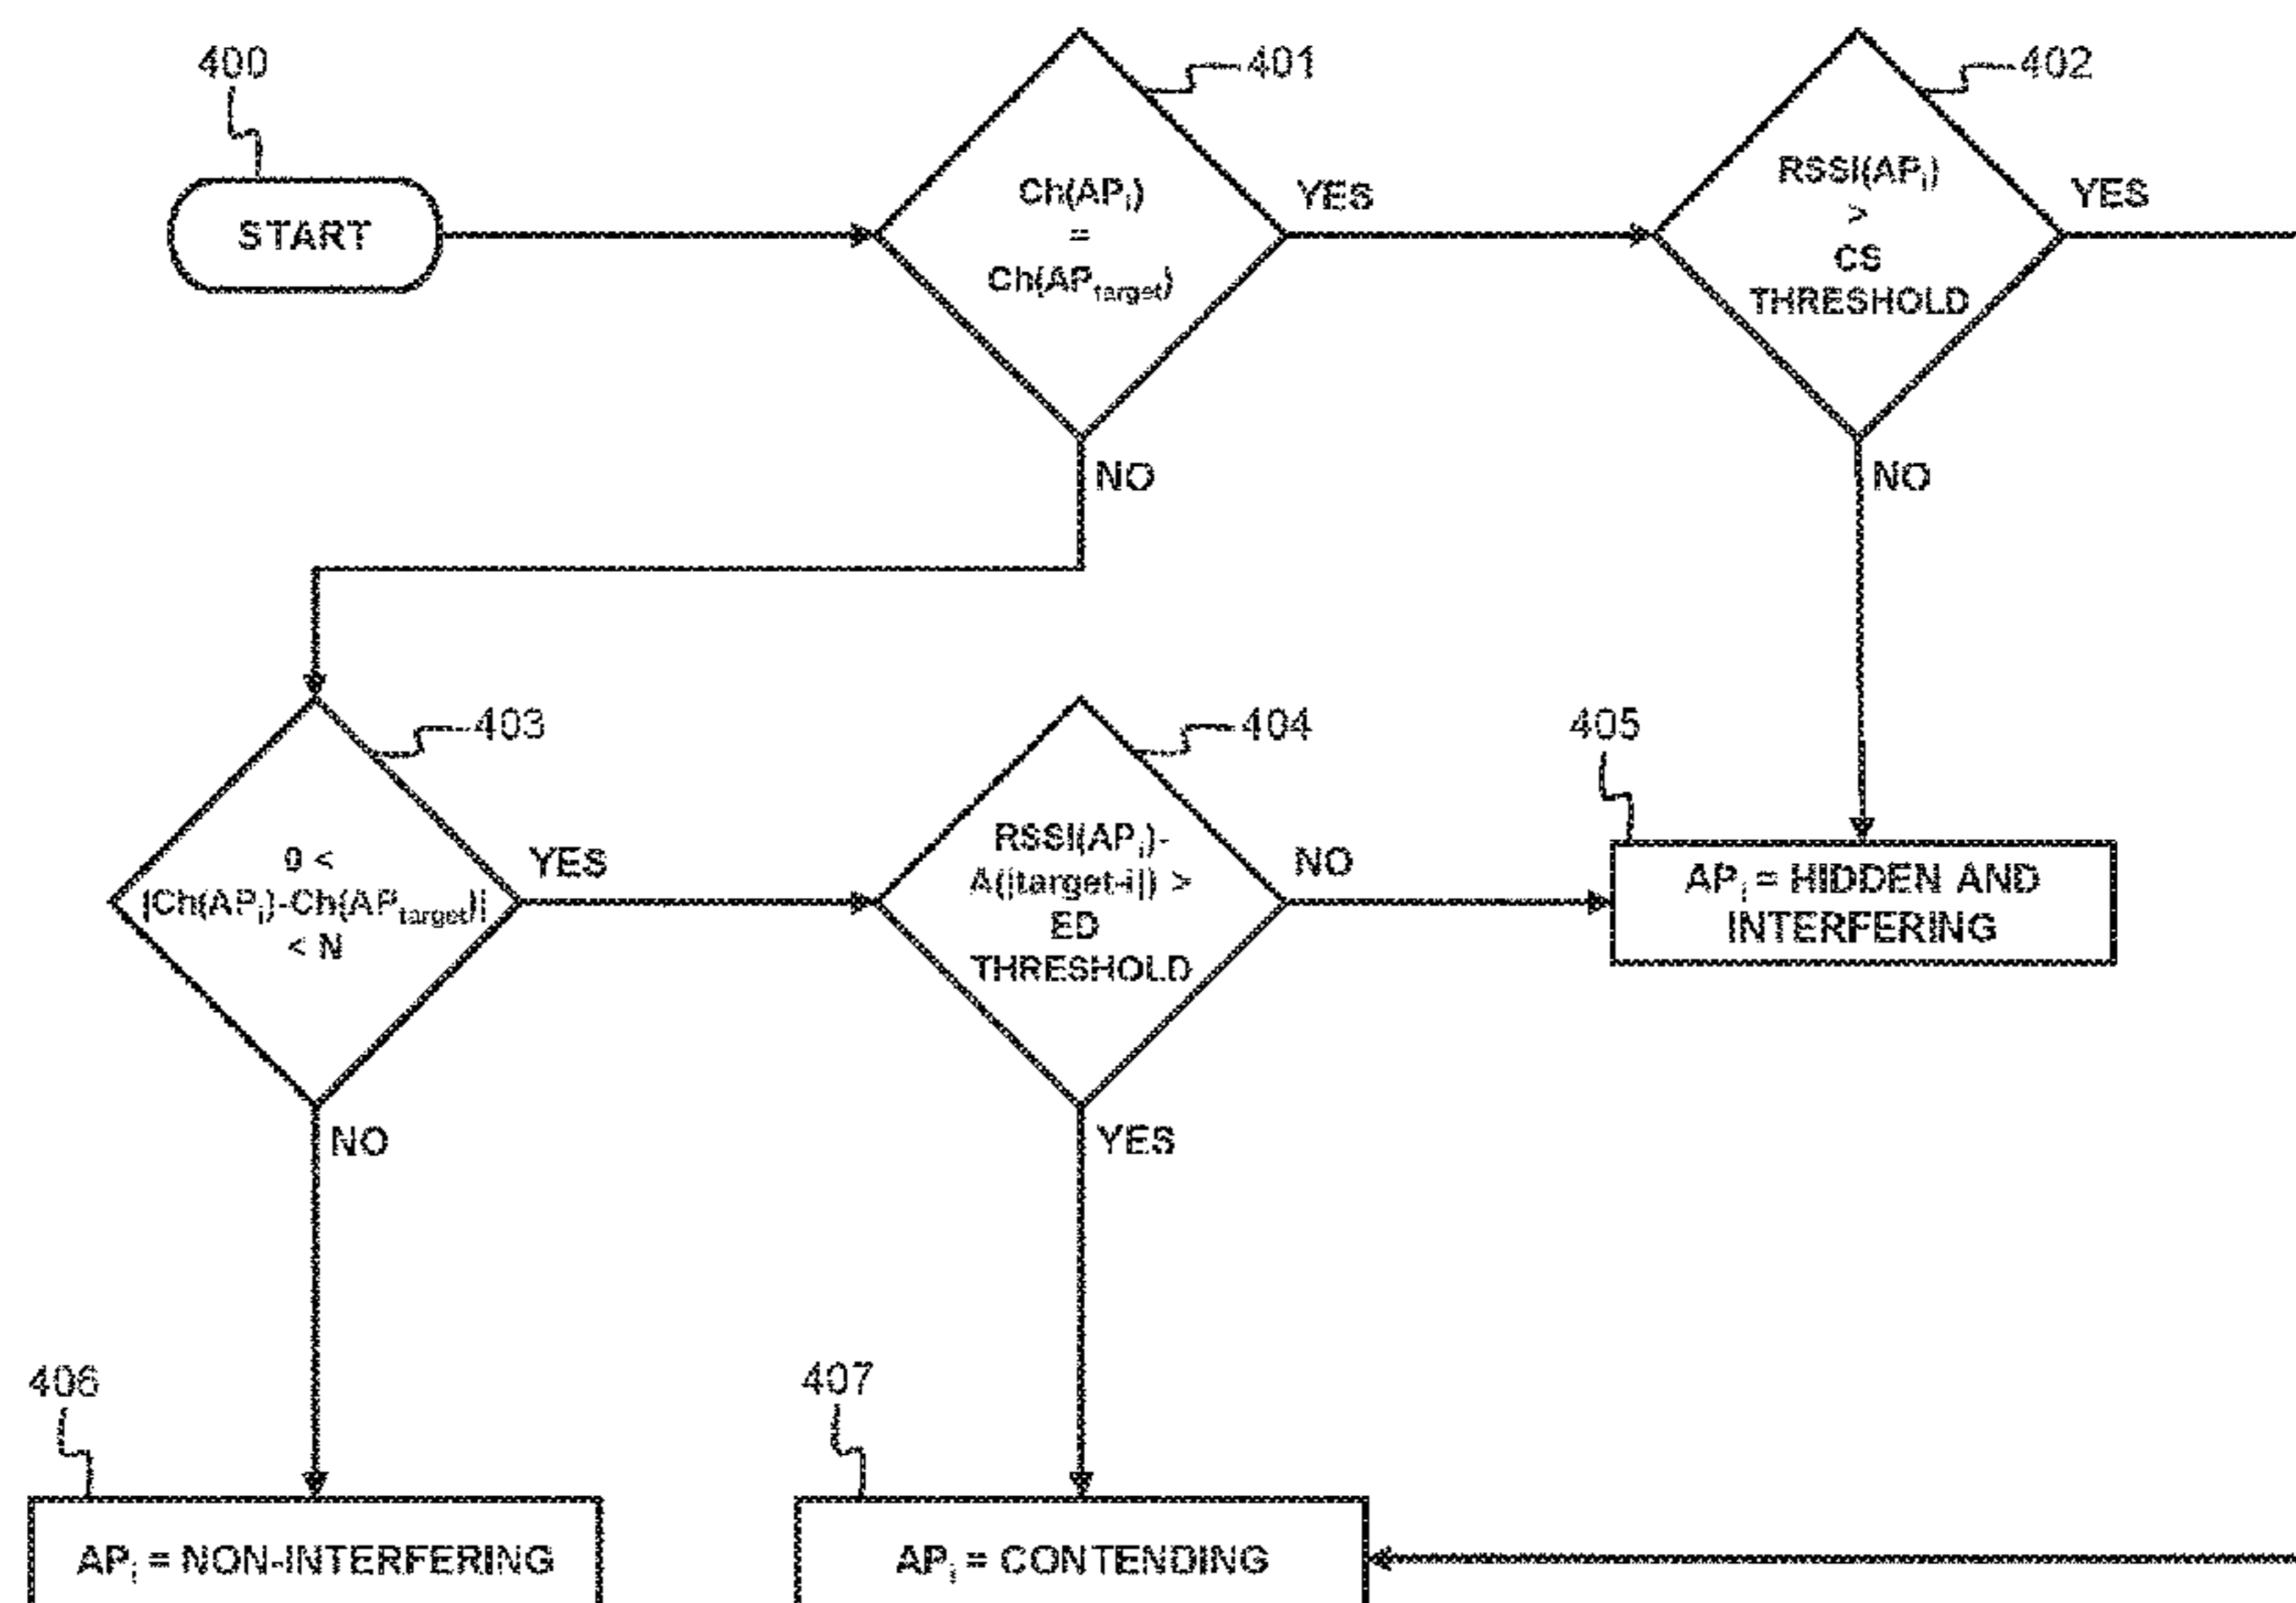 400
START
401
Ch(APi)
=
Ch(APtarget)
YES
NO
402
RSSI(APi)
>
CS
THRESHOLD
YES
NO
403
0 <
|Ch(APi)-Ch(APtarget)|
< N
YES
NO
404
RSSI(APi)-
A(|target-i|) >
ED
THRESHOLD
NO
YES
405
APi = HIDDEN AND
INTERFERING
406
APi = NON-INTERFERING
407
APi = CONTENDING